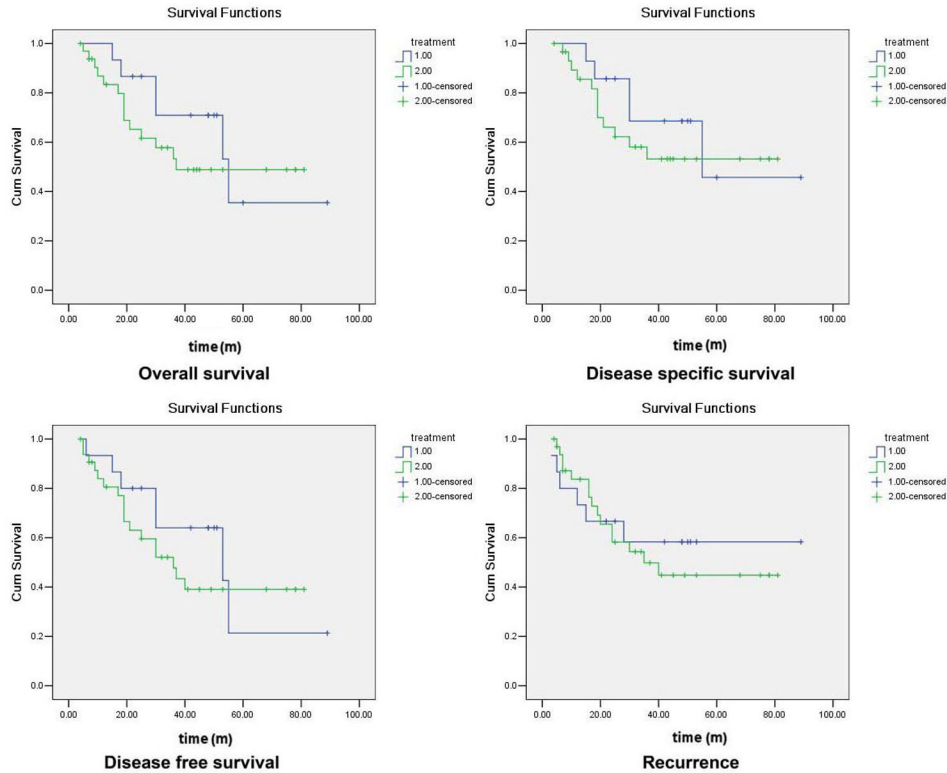 Survival Functions
Cum Survival
1.0
0.8
0.6
0.4
0.2
0.0
0.00 20.00 40.00 60.00 80.00 100.00
time (m)
treatment
1.00
2.00
1.00-censored
2.00-censored
Overall survival
Survival Functions
Cum Survival
1.0
0.8
0.6
0.4
0.2
0.0
0.00 20.00 40.00 60.00 80.00 100.00
time (m)
treatment
1.00
2.00
1.00-censored
2.00-censored
Disease specific survival
Survival Functions
Cum Survival
1.0
0.8
0.6
0.4
0.2
0.0
0.00 20.00 40.00 60.00 80.00 100.00
time (m)
treatment
1.00
2.00
1.00-censored
2.00-censored
Disease free survival
Survival Functions
Cum Survival
1.0
0.8
0.6
0.4
0.2
0.0
0.00 20.00 40.00 60.00 80.00 100.00
time (m)
treatment
1.00
2.00
1.00-censored
2.00-censored
Recurrence